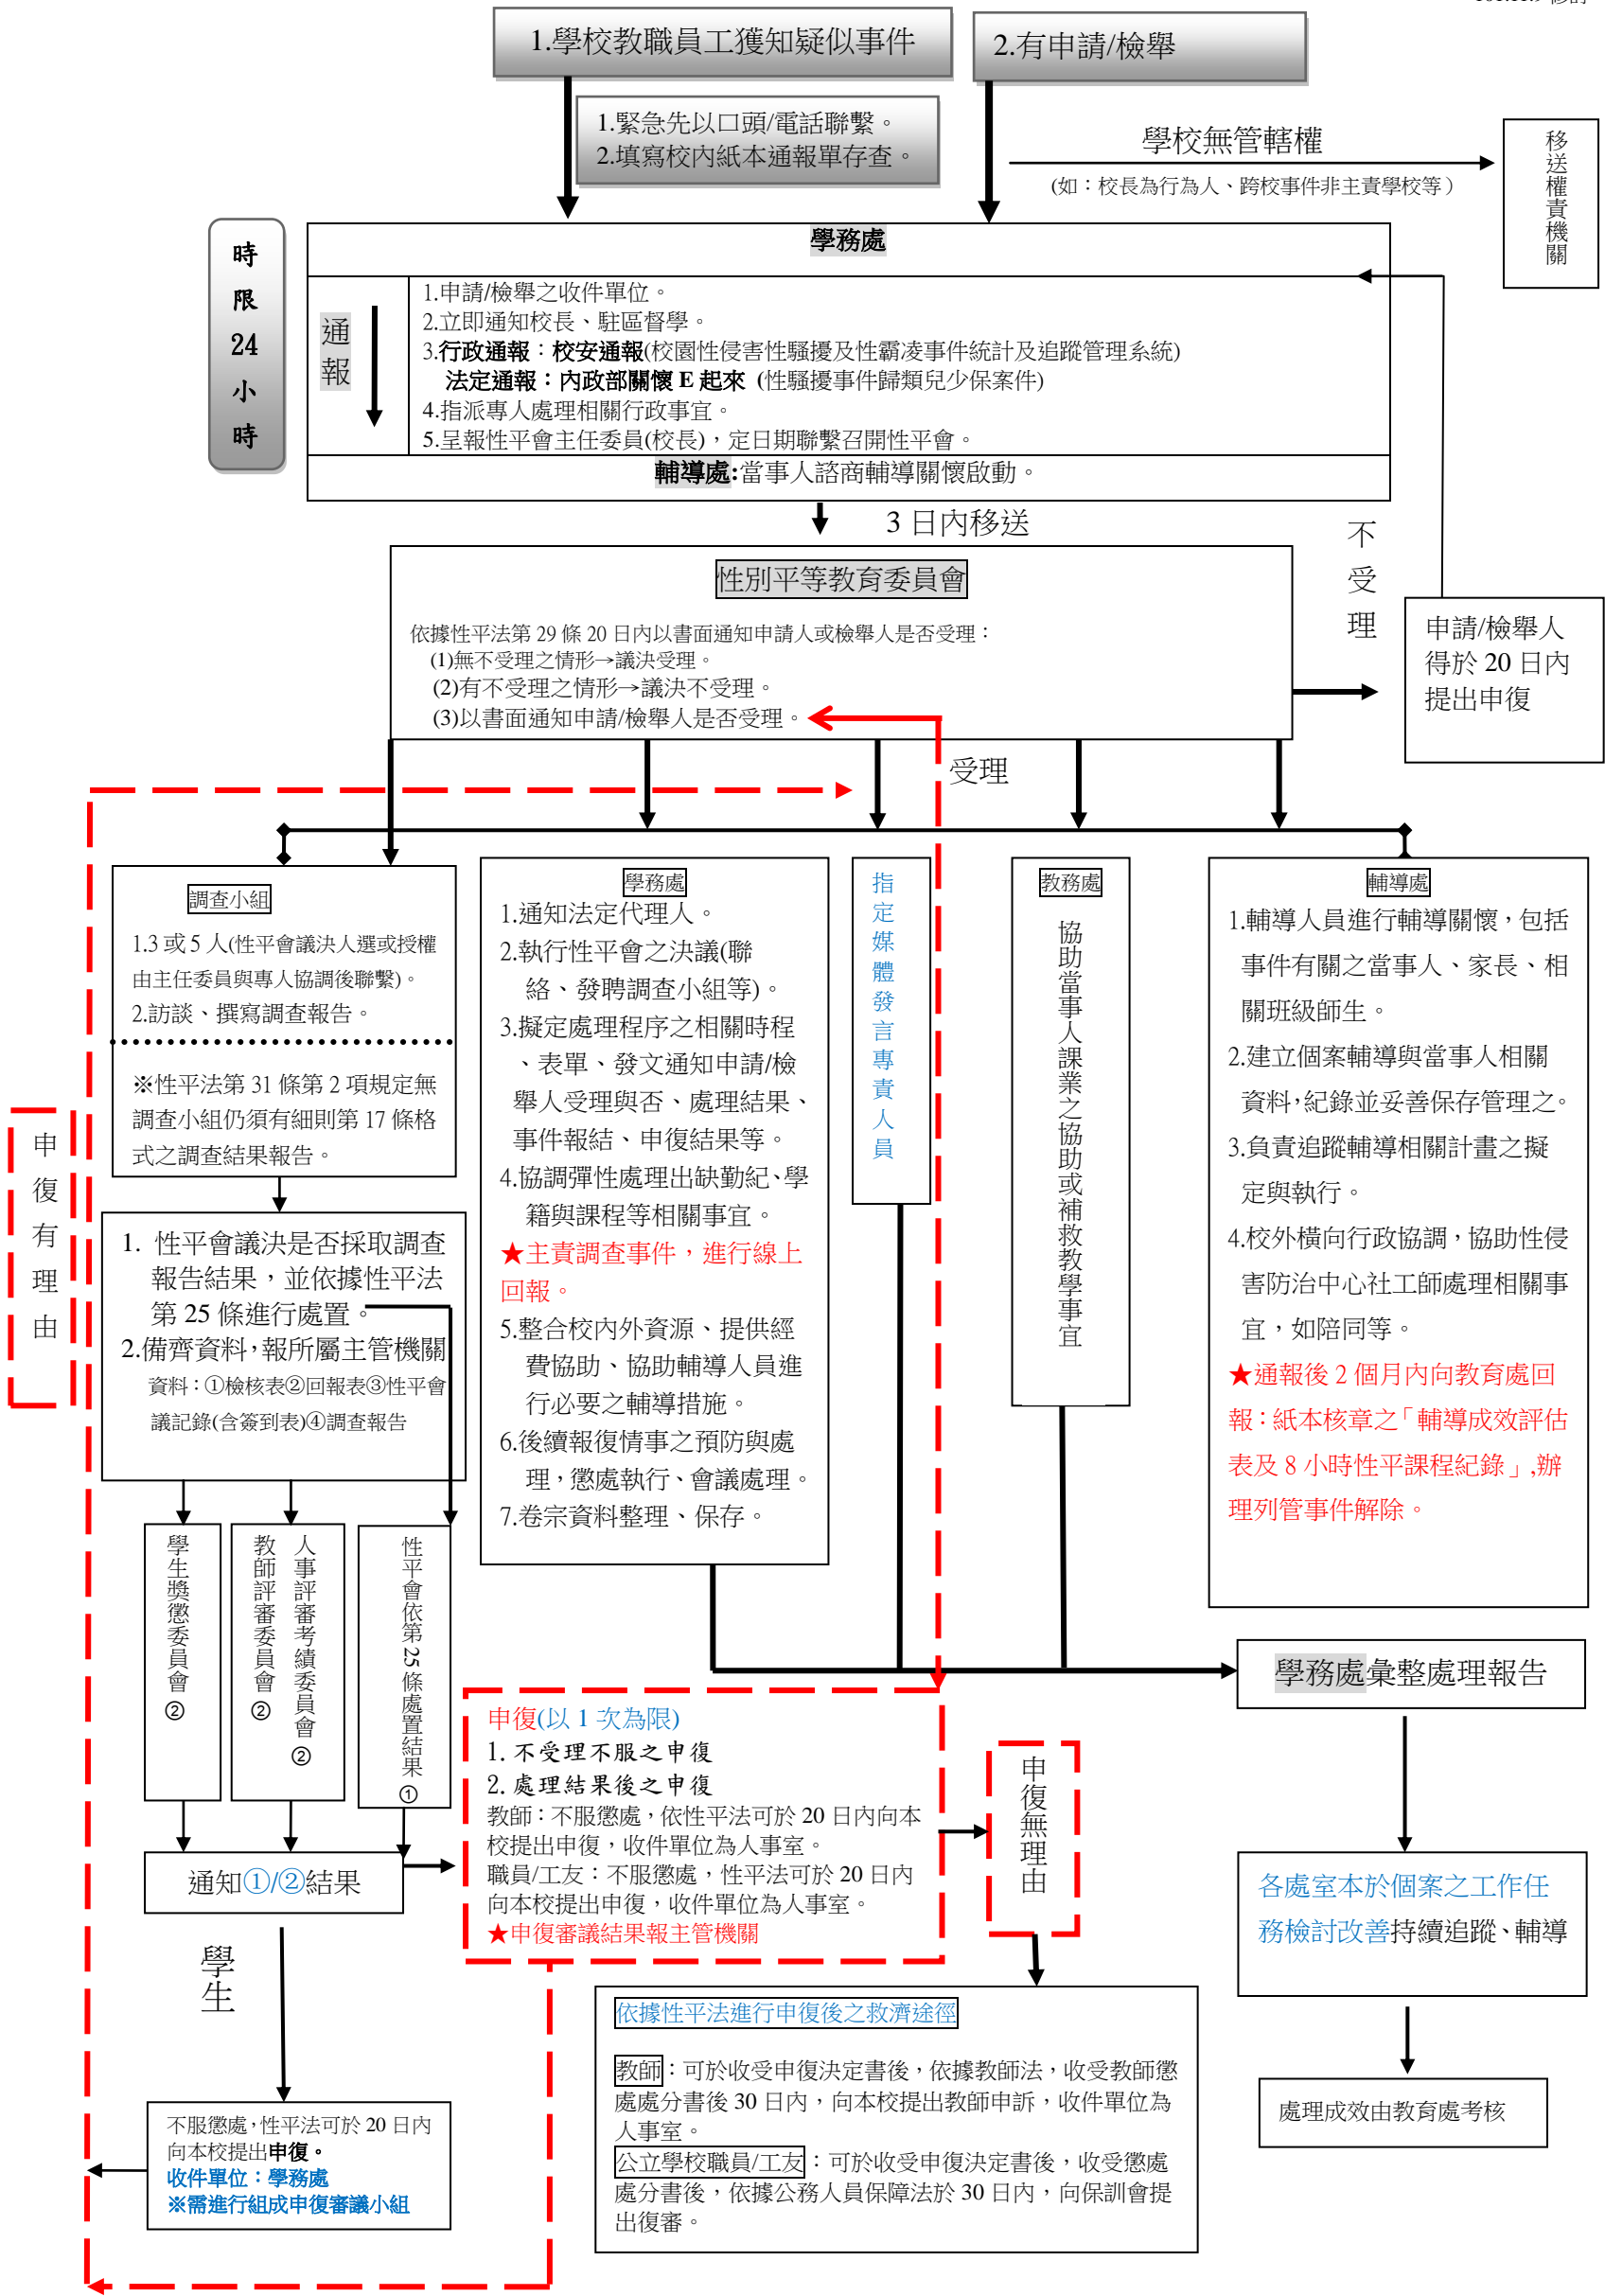 1.學校教職員工獲知疑似事件
2.有申請/檢舉
1.緊急先以口頭/電話聯繫。
2.填寫校內紙本通報單存查。
學校無管轄權
(如：校長為行為人、跨校事件非主責學校等）
移送權責機關
時限24小時
學務處
通報
1.申請/檢舉之收件單位。
2.立即通知校長、駐區督學。
3.行政通報：校安通報(校園性侵害性騷擾及性霸凌事件統計及追蹤管理系統)
法定通報：內政部關懷 E 起來 (性騷擾事件歸類兒少保案件)
4.指派專人處理相關行政事宜。
5.呈報性平會主任委員(校長)，定日期聯繫召開性平會。
輔導處:當事人諮商輔導關懷啟動。
3 日內移送
不受理
性別平等教育委員會
依據性平法第 29 條 20 日內以書面通知申請人或檢舉人是否受理：
(1)無不受理之情形→議決受理。
(2)有不受理之情形→議決不受理。
(3)以書面通知申請/檢舉人是否受理。
申請/檢舉人
得於 20 日內
提出申復
受理
調查小組
1.3 或 5 人(性平會議決人選或授權
由主任委員與專人協調後聯繫)。
2.訪談、撰寫調查報告。
※性平法第 31 條第 2 項規定無
調查小組仍須有細則第 17 條格
式之調查結果報告。
學務處
1.通知法定代理人。
2.執行性平會之決議(聯
絡、發聘調查小組等)。
3.擬定處理程序之相關時程
、表單、發文通知申請/檢
舉人受理與否、處理結果、
事件報結、申復結果等。
4.協調彈性處理出缺勤紀、學
籍與課程等相關事宜。
★主責調查事件，進行線上
回報。
5.整合校內外資源、提供經
費協助、協助輔導人員進
行必要之輔導措施。
6.後續報復情事之預防與處
理，懲處執行、會議處理。
7.卷宗資料整理、保存。
指定媒體發言專責人員
教務處
協助當事人課業之協助或補救教學事宜
輔導處
1.輔導人員進行輔導關懷，包括
事件有關之當事人、家長、相
關班級師生。
2.建立個案輔導與當事人相關
資料，紀錄並妥善保存管理之。
3.負責追蹤輔導相關計畫之擬
定與執行。
4.校外橫向行政協調，協助性侵
害防治中心社工師處理相關事
宜，如陪同等。
★通報後 2 個月內向教育處回
報：紙本核章之「輔導成效評估
表及 8 小時性平課程紀錄」,辦
理列管事件解除。
申復有理由
1. 性平會議決是否採取調查
報告結果，並依據性平法
第 25 條進行處置。
2.備齊資料，報所屬主管機關
資料：①檢核表②回報表③性平會
議記錄(含簽到表)④調查報告
學生獎懲委員會②
人事評審考績委員會②
教師評審委員會②
性平會依第 25 條處置結果①
通知①/②結果
申復(以 1 次為限)
1. 不受理不服之申復
2. 處理結果後之申復
教師：不服懲處，依性平法可於 20 日內向本
校提出申復，收件單位為人事室。
職員/工友：不服懲處，性平法可於 20 日內
向本校提出申復，收件單位為人事室。
★申復審議結果報主管機關
申復無理由
學務處彙整處理報告
各處室本於個案之工作任
務檢討改善持續追蹤、輔導
處理成效由教育處考核
學生
不服懲處，性平法可於 20 日內
向本校提出申復。
收件單位：學務處
※需進行組成申復審議小組
依據性平法進行申復後之救濟途徑
教師：可於收受申復決定書後，依據教師法，收受教師懲
處處分書後 30 日內，向本校提出教師申訴，收件單位為
人事室。
公立學校職員/工友：可於收受申復決定書後，收受懲處
處分書後，依據公務人員保障法於 30 日內，向保訓會提
出復審。